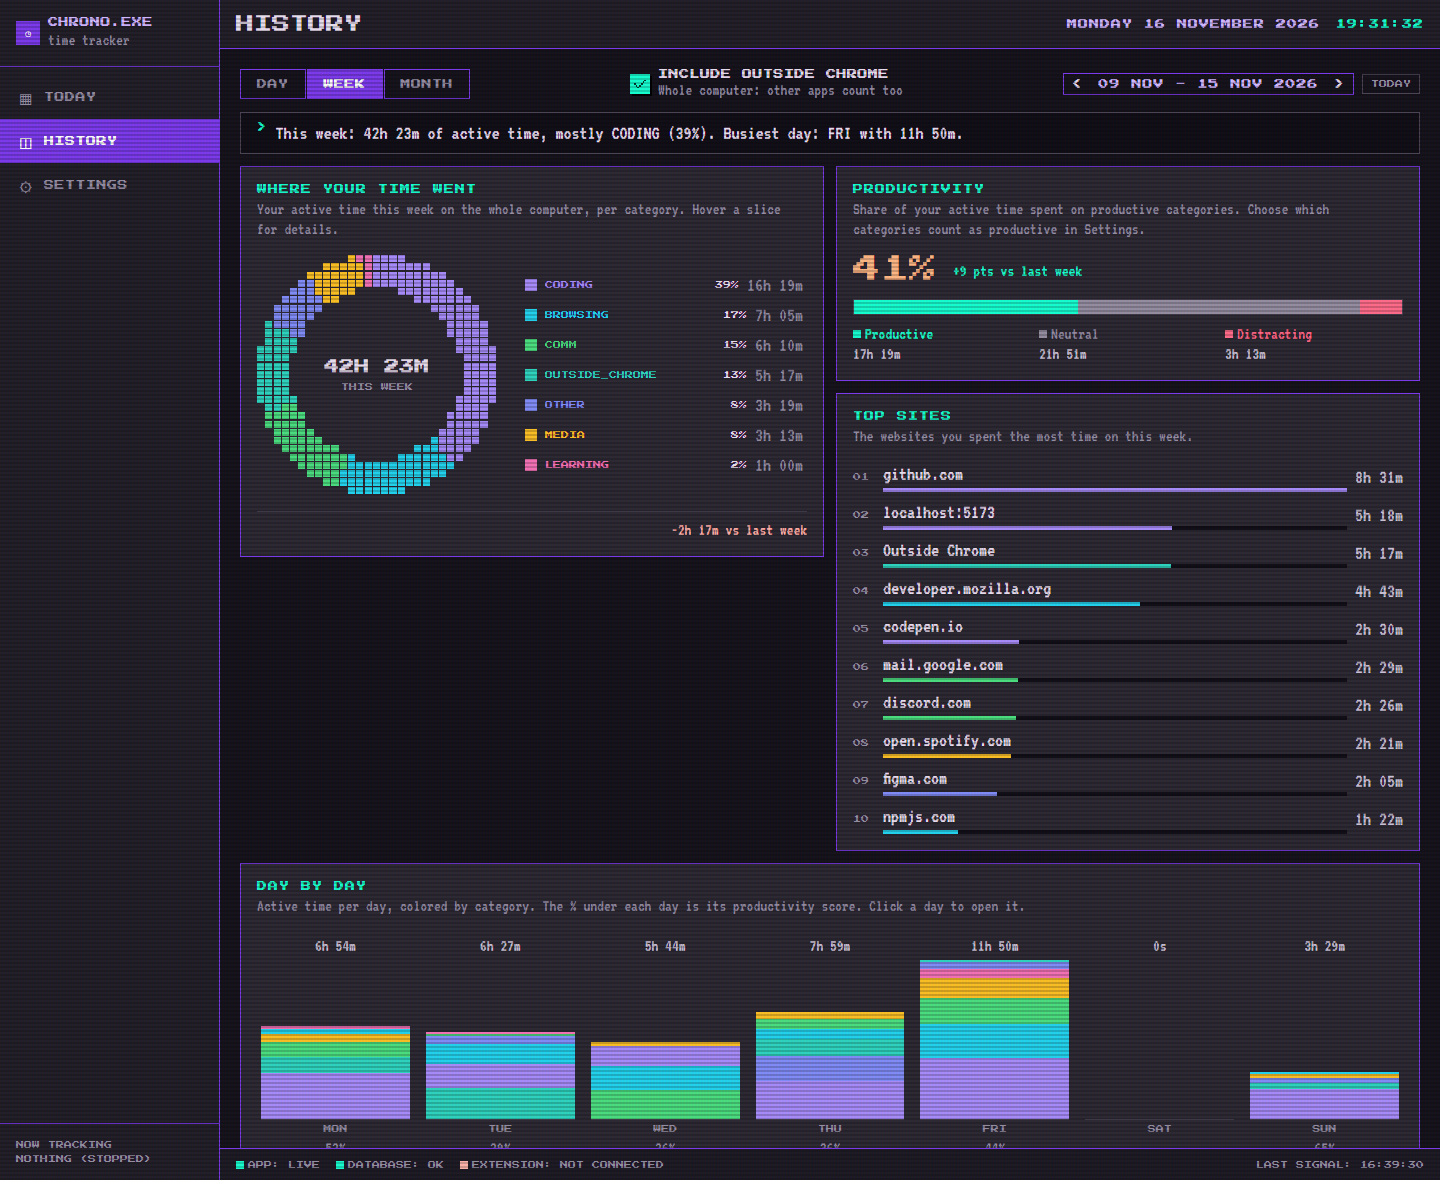 CHRONO.EXE
time tracker
TODAY
HISTORY
SETTINGS
NOW TRACKING
NOTHING (STOPPED)
HISTORY
MONDAY 16 NOVEMBER 2026 19:31:32
DAY WEEK MONTH
INCLUDE OUTSIDE CHROME
Whole computer: other apps count too
< 09 NOV – 15 NOV 2026 > TODAY
> This week: 42h 23m of active time, mostly CODING (39%). Busiest day: FRI with 11h 50m.
WHERE YOUR TIME WENT
Your active time this week on the whole computer, per category. Hover a slice
for details.
42H 23M
THIS WEEK
CODING 39% 16h 19m
BROWSING 17% 7h 05m
COMM 15% 6h 10m
OUTSIDE_CHROME 13% 5h 17m
OTHER 8% 3h 19m
MEDIA 8% 3h 13m
LEARNING 2% 1h 00m
-2h 17m vs last week
PRODUCTIVITY
Share of your active time spent on productive categories. Choose which
categories count as productive in Settings.
41% +9 pts vs last week
Productive Neutral Distracting
17h 19m 21h 51m 3h 13m
TOP SITES
The websites you spent the most time on this week.
01 github.com 8h 31m
02 localhost:5173 5h 18m
03 Outside Chrome 5h 17m
04 developer.mozilla.org 4h 43m
05 codepen.io 2h 30m
06 mail.google.com 2h 29m
07 discord.com 2h 26m
08 open.spotify.com 2h 21m
09 figma.com 2h 05m
10 npmjs.com 1h 22m
DAY BY DAY
Active time per day, colored by category. The % under each day is its productivity score. Click a day to open it.
6h 54m 6h 27m 5h 44m 7h 59m 11h 50m 0s 3h 29m
MON TUE WED THU FRI SAT SUN
APP: LIVE DATABASE: OK EXTENSION: NOT CONNECTED
LAST SIGNAL: 16:39:30